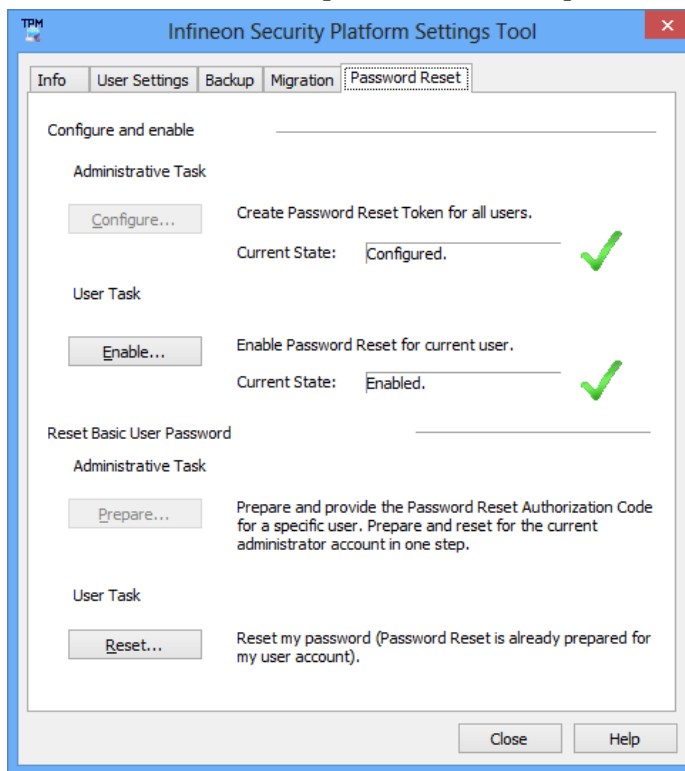 TPM
Infineon Security Platform Settings Tool
Info User Settings Backup Migration Password Reset
Configure and enable
Administrative Task
Configure... Create Password Reset Token for all users.
Current State: Configured.
User Task
Enable... Enable Password Reset for current user.
Current State: Enabled.
Reset Basic User Password
Administrative Task
Prepare... Prepare and provide the Password Reset Authorization Code
for a specific user. Prepare and reset for the current
administrator account in one step.
User Task
Reset... Reset my password (Password Reset is already prepared for
my user account).
Close Help